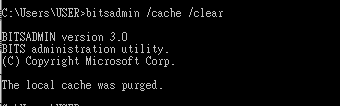 C:\Users\USER>bitsadmin /cache /clear
BITSADMIN version 3.0
BITS administration utility.
(C) Copyright Microsoft Corp.
The local cache was purged.